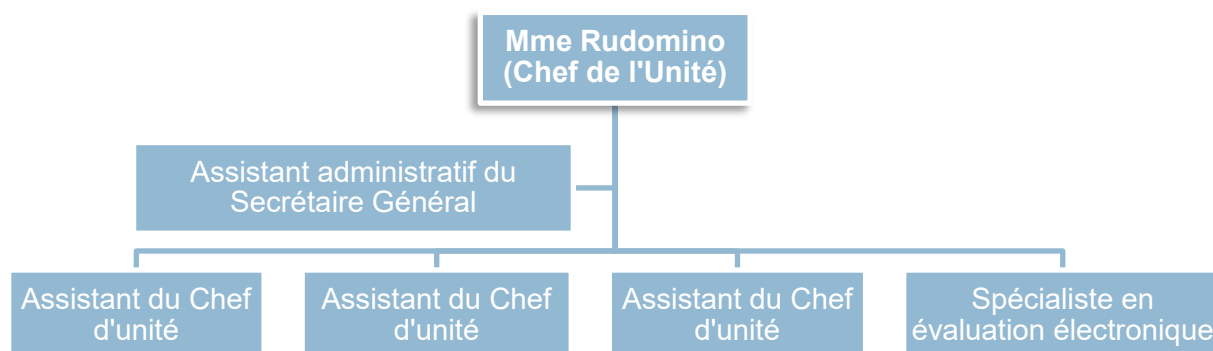 Mme Rudomino
(Chef de l'Unité)
Assistant administratif du
Secrétaire Général
Assistant du Chef
d'unité
Assistant du Chef
d'unité
Assistant du Chef
d'unité
Spécialiste en
évaluation électronique